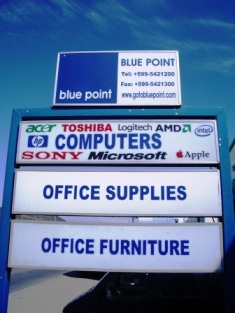 BLUE POINT
Tel: +599-5421200
Fax: +599-5421300
www.gotobluepoint.com
blue point
acer TOSHIBA Logitech AMD intel
hp COMPUTERS
SONY Microsoft Apple
OFFICE SUPPLIES
OFFICE FURNITURE